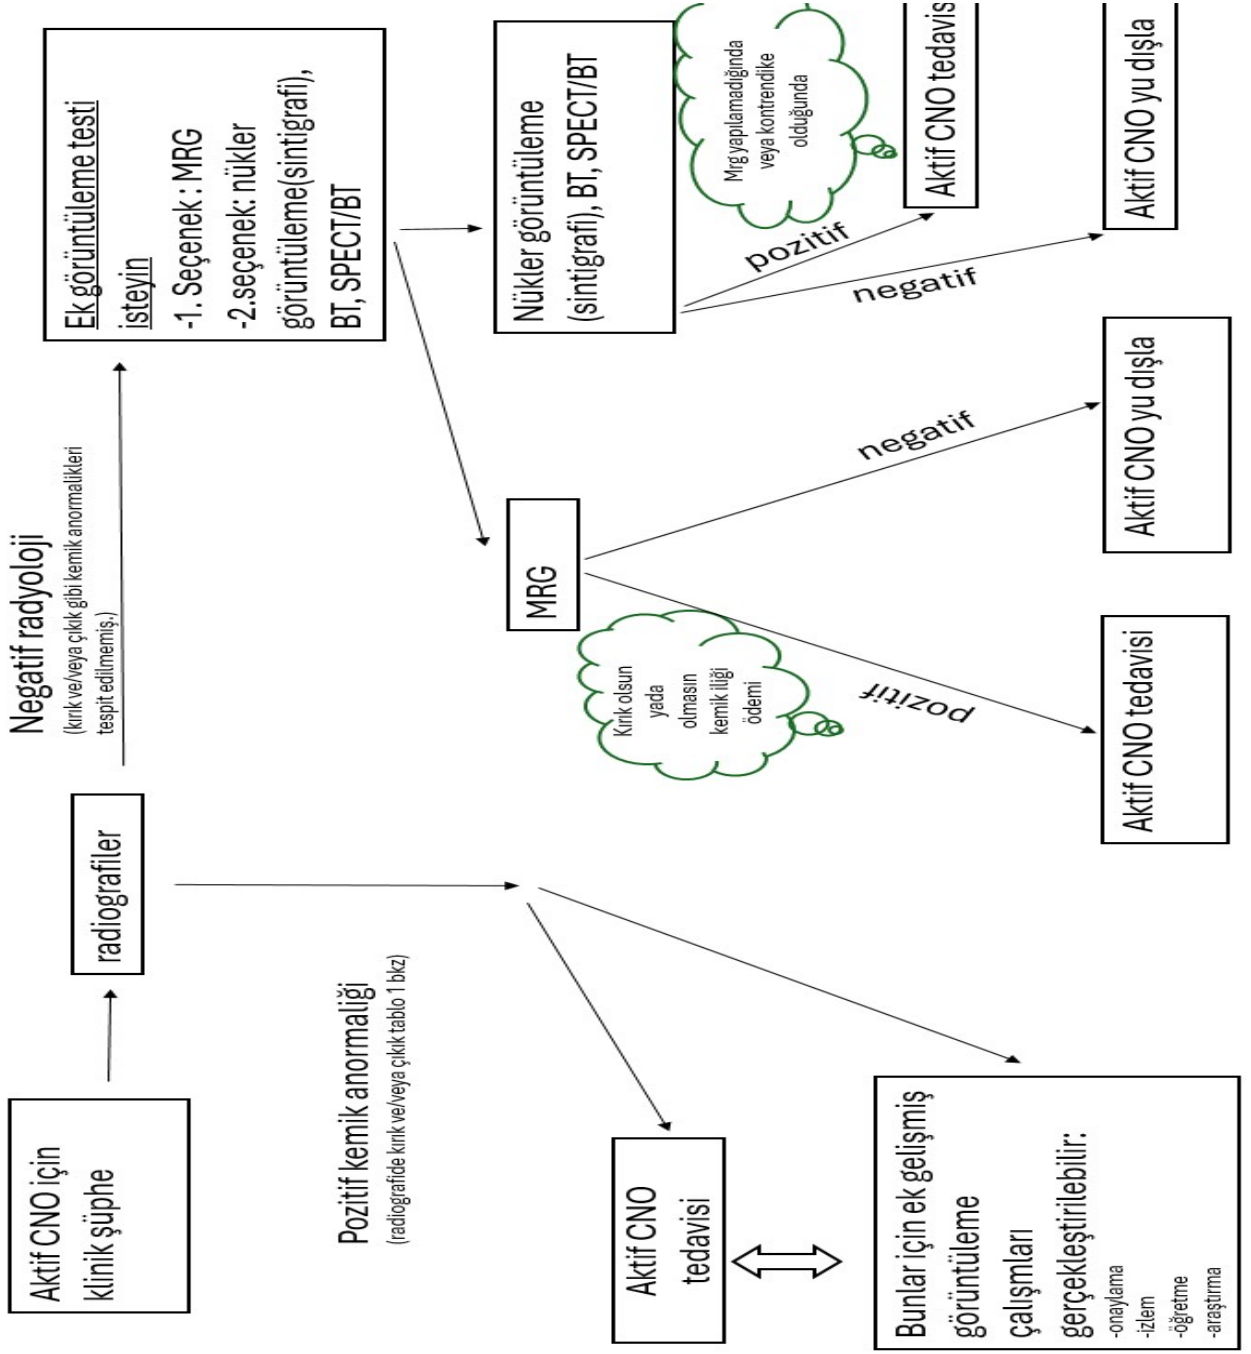 Aktif CNO için
klinik şüphe
radiografiler
Negatif radyoloji
(kırık ve/veya çıkık gibi kemik anormalikleri
tespit edilmemiş.)
Ek görüntüleme testi
isteyin
-1. Seçenek : MRG
-2.seçenek: nükler
görüntüleme(sintigrafi),
BT, SPECT/BT
Pozitif kemik anormaliği
(radiografide kırık ve/veya çıkık tablo 1 bkz)
Aktif CNO
tedavisi
Bunlar için ek gelişmiş
görüntüleme
çalışmları
gerçekleştirilebilir:
-onaylama
-izlem
-öğretme
-araştırma
MRG
Kırık olsun
yada
olmasın
kemik iliği
ödemi
pozitif
negatif
Aktif CNO tedavisi
Aktif CNO yu dışla
Nükler görüntüleme
(sintigrafi), BT, SPECT/BT
Mrg yapılamadığında
veya kontrendike
olduğunda
pozitif
negatif
Aktif CNO tedavis
Aktif CNO yu dışla